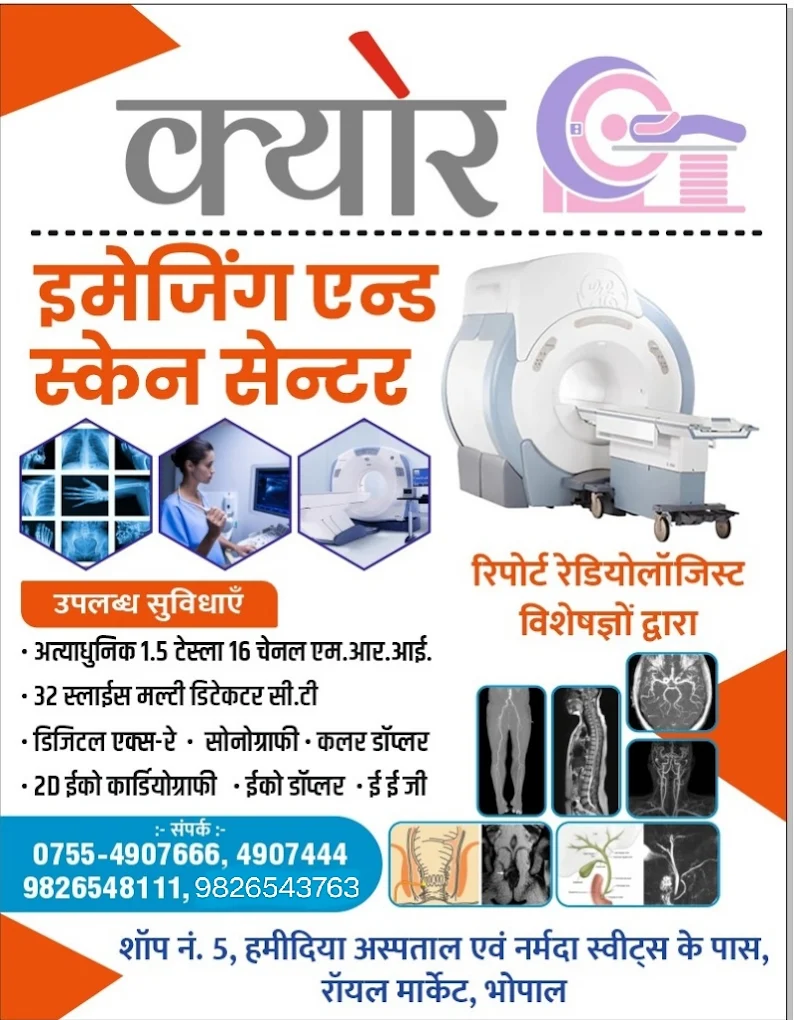 क्योर
इमेजिंग एन्ड
स्केन सेन्टर
रिपोर्ट रेडियोलॉजिस्ट
विशेषज्ञों द्वारा
उपलब्ध सुविधाएँ
· अत्याधुनिक 1.5 टेस्ला 16 चेनल एम.आर.आई.
· 32 स्लाईस मल्टी डिटेकटर सी.टी
· डिजिटल एक्स-रे · सोनोग्राफी · कलर डॉप्लर
· 2D ईको कार्डियोग्राफी · ईको डॉप्लर · ई ई जी
:- संपर्क :-
0755-4907666, 4907444
9826548111, 9826543763
शॉप नं. 5, हमीदिया अस्पताल एवं नर्मदा स्वीट्स के पास,
रॉयल मार्केट, भोपाल